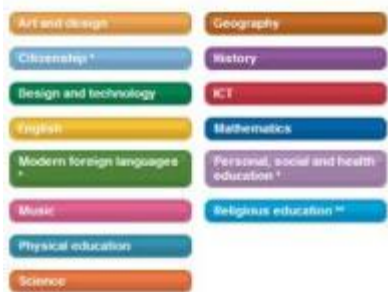 Art and design
Citizenship *
Design and technology
English
Modern foreign languages
*
Music
Physical education
Science
Geography
History
ICT
Mathematics
Personal, social and health
education *
Religious education **